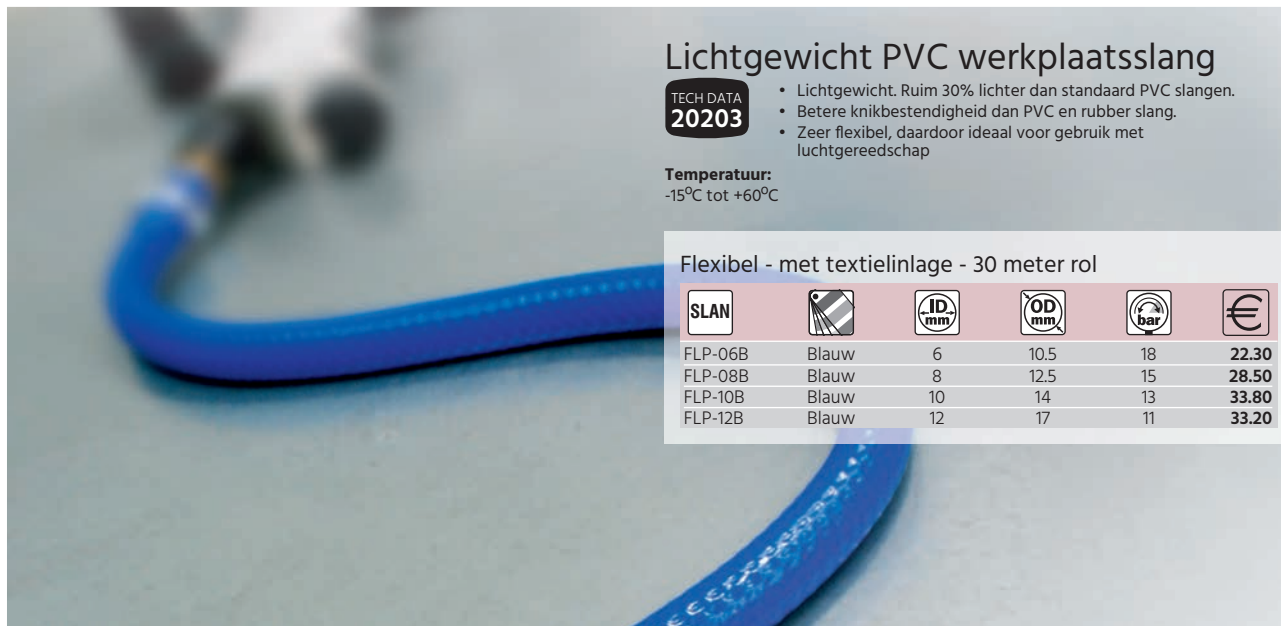 Lichtgewicht PVC werkplaatsslang
TECH DATA
20203
• Lichtgewicht. Ruim 30% lichter dan standaard PVC slangen.
• Betere knikbestendigheid dan PVC en rubber slang.
• Zeer flexibel, daardoor ideaal voor gebruik met
luchtgereedschap
Temperatuur:
-15ºC tot +60ºC
Flexibel - met textielinlage - 30 meter rol
SLAN ID mm OD mm bar €
FLP-06B Blauw 6 10.5 18 22.30
FLP-08B Blauw 8 12.5 15 28.50
FLP-10B Blauw 10 14 13 33.80
FLP-12B Blauw 12 17 11 33.20